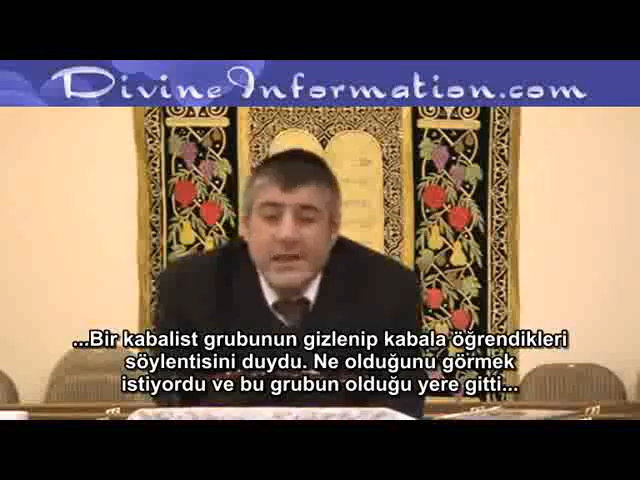 DivineInformation.com
...Bir kabalist grubunun gizlenip kabala öğrendikleri
söylentisini duydu. Ne olduğunu görmek
istiyordu ve bu grubun olduğu yere gitti...